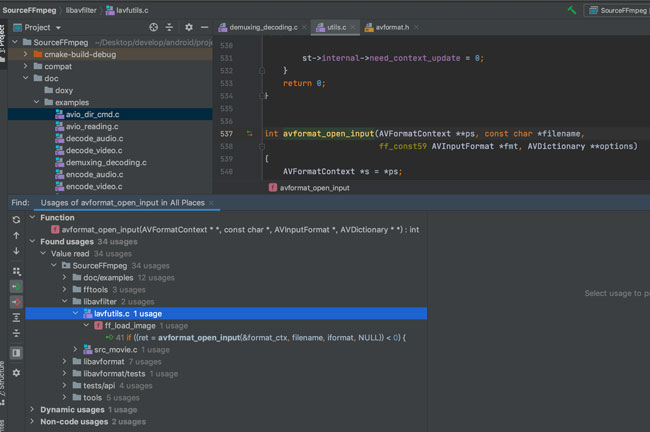 SourceFFmpeg > libavfilter > lavfutils.c
SourceFFmpeg
Project
Project
SourceFFmpeg ~/Desktop/develop/android/proje
cmake-build-debug
compat
doc
doxy
examples
avio_dir_cmd.c
avio_reading.c
decode_audio.c
decode_video.c
demuxing_decoding.c
encode_audio.c
encode_video.c
demuxing_decoding.c × utils.c × avformat.h ×
530
531 st->internal->need_context_update = 0;
532 }
533 return 0;
534 }
535
536
537 int avformat_open_input(AVFormatContext **ps, const char *filename,
538 ff_const59 AVInputFormat *fmt, AVDictionary **options)
539 {
540 AVFormatContext *s = *ps;
f avformat_open_input
Find: Usages of avformat_open_input in All Places ×
Function
f avformat_open_input(AVFormatContext * *, const char *, AVInputFormat *, AVDictionary * *) : int
Found usages 34 usages
Value read 34 usages
SourceFFmpeg 34 usages
doc/examples 12 usages
fftools 3 usages
libavfilter 2 usages
lavfutils.c 1 usage
f ff_load_image 1 usage
41 if ((ret = avformat_open_input(&format_ctx, filename, iformat, NULL)) < 0) {
src_movie.c 1 usage
libavformat 7 usages
libavformat/tests 1 usage
tests/api 4 usages
tools 5 usages
Dynamic usages 1 usage
Non-code usages 2 usages
Select usage to p
Z: Structure